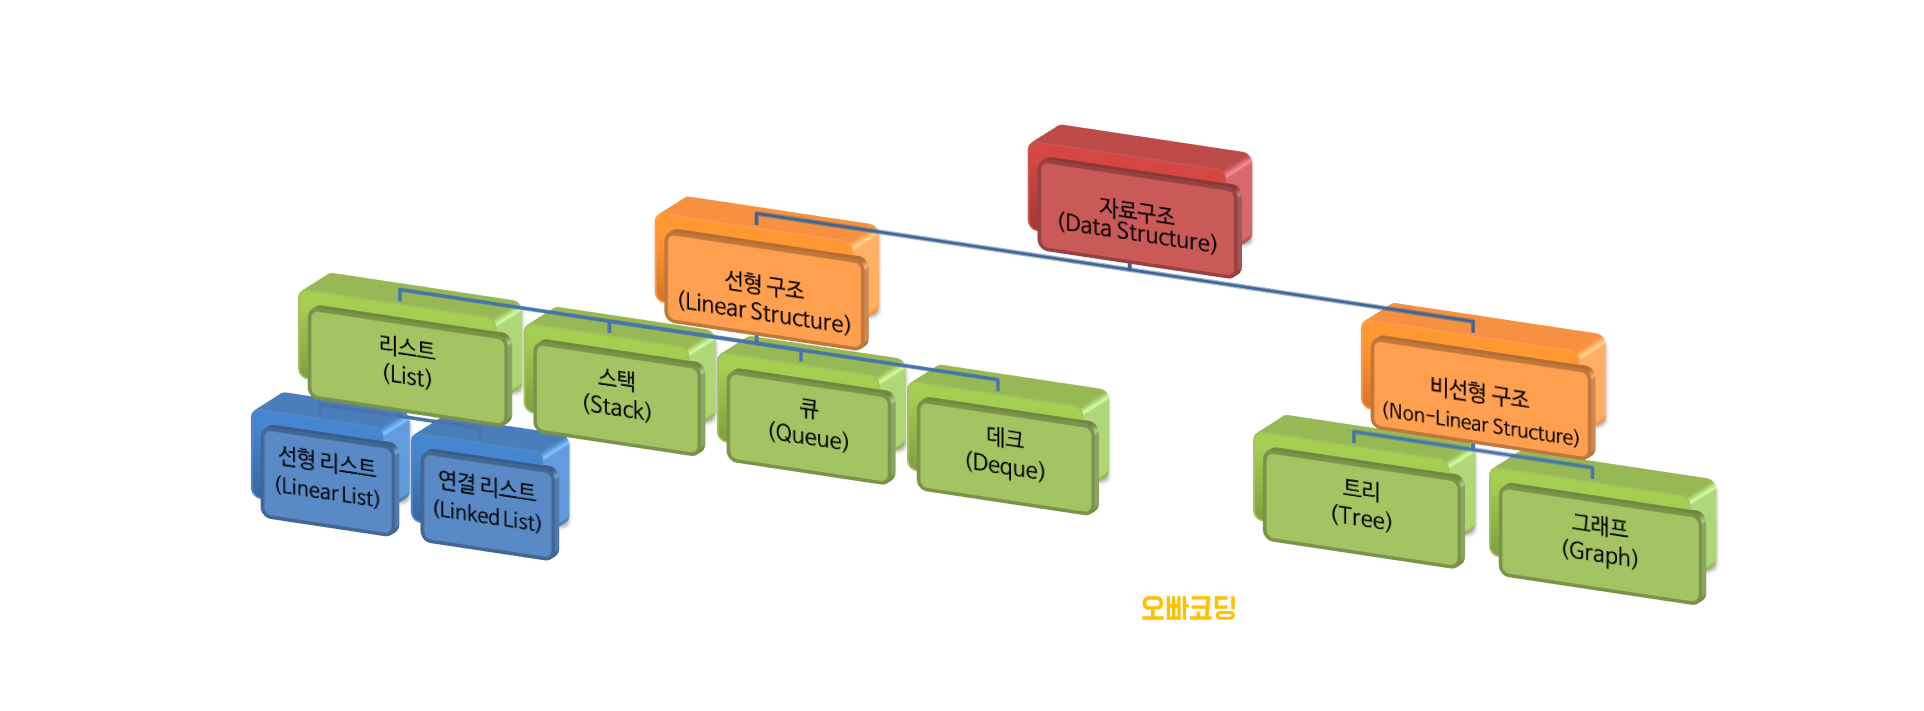 자료구조
(Data Structure)
선형 구조
(Linear Structure)
비선형 구조
(Non-Linear Structure)
리스트
(List)
스택
(Stack)
큐
(Queue)
데크
(Deque)
트리
(Tree)
그래프
(Graph)
선형 리스트
(Linear List)
연결 리스트
(Linked List)
오빠코딩